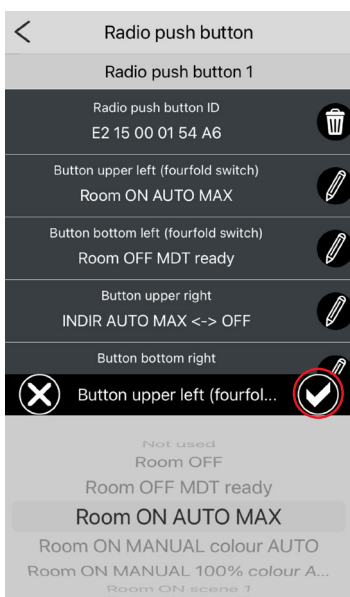 Radio push button
Radio push button 1
Radio push button ID
E2 15 00 01 54 A6
Button upper left (fourfold switch)
Room ON AUTO MAX
Button bottom left (fourfold switch)
Room OFF MDT ready
Button upper right
INDIR AUTO MAX <-> OFF
Button bottom right
Button upper left (fourfol...
Not used
Room OFF
Room OFF MDT ready
Room ON AUTO MAX
Room ON MANUAL colour AUTO
Room ON MANUAL 100% colour A...
Room ON scene 1